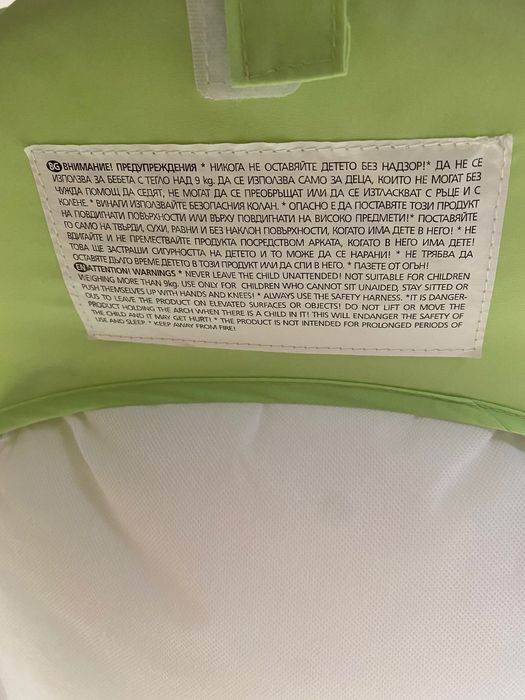 BG ВНИМАНИЕ! ПРЕДУПРЕЖДЕНИЯ * НИКОГА НЕ ОСТАВЯЙТЕ ДЕТЕТО БЕЗ НАДЗОР!* ДА НЕ СЕ
ИЗПОЛЗВА ЗА БЕБЕТА С ТЕГЛО НАД 9 kg. ДА СЕ ИЗПОЛЗВА САМО ЗА ДЕЦА, КОИТО НЕ МОГАТ БЕЗ
ЧУЖДА ПОМОЩ ДА СЕДЯТ, НЕ МОГАТ ДА СЕ ПРЕОБРЪЩАТ ИЛИ ДА СЕ ИЗТЛАСКВАТ С РЪЦЕ И С
КОЛЕНЕ. * ВИНАГИ ИЗПОЛЗВАЙТЕ БЕЗОПАСНИЯ КОЛАН. * ОПАСНО Е ДА ПОСТАВЯТЕ ТОЗИ ПРОДУКТ
НА ПОВДИГНАТИ ПОВЪРХНОСТИ ИЛИ ВЪРХУ ПОВДИГНАТИ НА ВИСОКО ПРЕДМЕТИ!* ПОСТАВЯЙТЕ
ГО САМО НА ТВЪРДИ, СУХИ, РАВНИ И БЕЗ НАКЛОН ПОВЪРХНОСТИ, КОГАТО ИМА ДЕТЕ В НЕГО! * НЕ
ВДИГАЙТЕ И НЕ ПРЕМЕСТВАЙТЕ ПРОДУКТА ПОСРЕДСТВОМ АРКАТА, КОГАТО В НЕГО ИМА ДЕТЕ!
ТОВА ЩЕ ЗАСТРАШИ СИГУРНОСТТА НА ДЕТЕТО И ТО МОЖЕ ДА СЕ НАРАНИ! * НЕ ТРЯБВА ДА
ОСТАВЯТЕ ДЪЛГО ВРЕМЕ ДЕТЕТО В ТОЗИ ПРОДУКТ ИЛИ ДА СПИ В НЕГО. * ПАЗЕТЕ ОТ ОГЪН!
EN ATTENTION! WARNINGS * NEVER LEAVE THE CHILD UNATTENDED! NOT SUITABLE FOR CHILDREN
WEIGHING MORE THAN 9kg. USE ONLY FOR CHILDREN WHO CANNOT SIT UNAIDED, STAY SITTED OR
PUSH THEMSELVES UP WITH HANDS AND KNEES! * ALWAYS USE THE SAFETY HARNESS. *IT IS DANGER-
OUS TO LEAVE THE PRODUCT ON ELEVATED SURFACES OR OBJECTS! DO NOT LIFT OR MOVE THE
PRODUCT HOLDING THE ARCH WHEN THERE IS A CHILD IN IT! THIS WILL ENDANGER THE SAFETY OF
THE CHILD AND IT MAY GET HURT! * THE PRODUCT IS NOT INTENDED FOR PROLONGED PERIODS OF
USE AND SLEEP. * KEEP AWAY FROM FIRE!